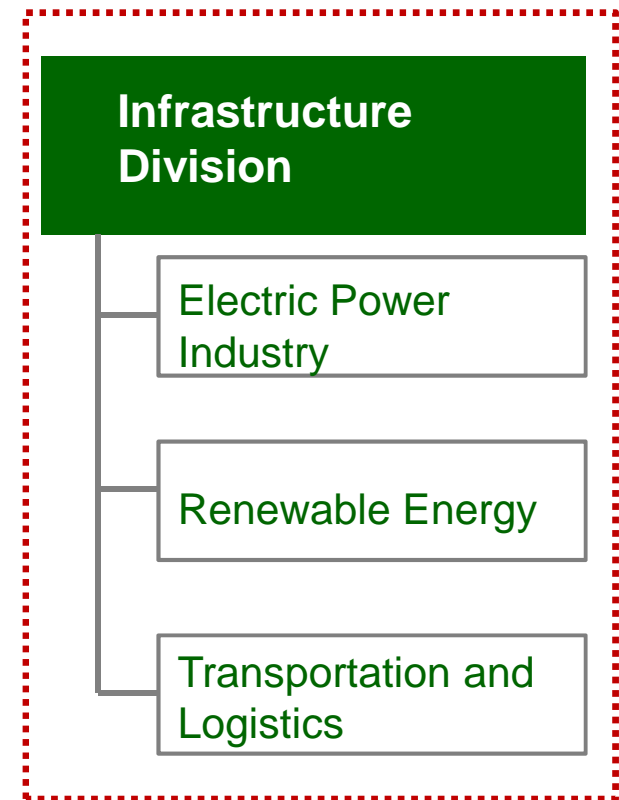 Infrastructure
Division
Electric Power
Industry
Renewable Energy
Transportation and
Logistics